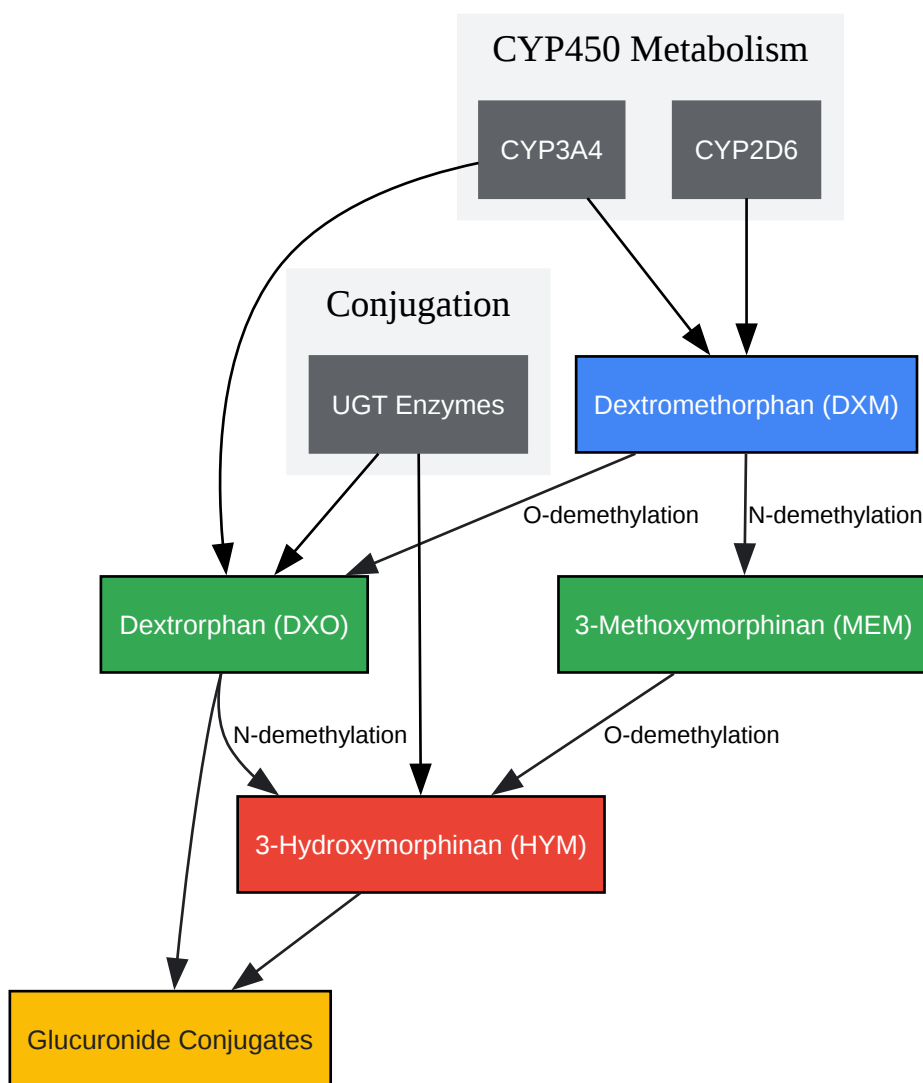 CYP450 Metabolism
CYP3A4
CYP2D6
Conjugation
UGT Enzymes
Dextromethorphan (DXM)
O-demethylation
N-demethylation
Dextrorphan (DXO)
3-Methoxymorphinan (MEM)
N-demethylation
O-demethylation
3-Hydroxymorphinan (HYM)
Glucuronide Conjugates